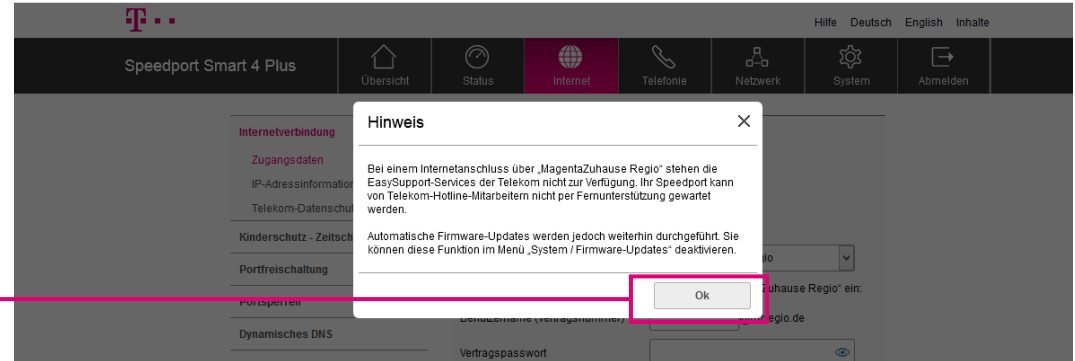 Hilfe Deutsch English Inhalte
Speedport Smart 4 Plus
Übersicht
Status
Internet
Telefonie
Netzwerk
System
Abmelden
Internetverbindung
Zugangsdaten
IP-Adressinformation
Telekom-Datenschu
Kinderschutz - Zeitsch
Portfreischaltung
Portsperren
Dynamisches DNS
Hinweis
Bei einem Internetanschluss über „MagentaZuhause Regio“ stehen die
EasySupport-Services der Telekom nicht zur Verfügung. Ihr Speedport kann
von Telekom-Hotline-Mitarbeitern nicht per Fernunterstützung gewartet
werden.
Automatische Firmware-Updates werden jedoch weiterhin durchgeführt. Sie
können diese Funktion im Menü „System / Firmware-Updates“ deaktivieren.
Ok
uhause Regio“ ein:
Benutzername (Vertragsnummer)
egio.de
Vertragspasswort